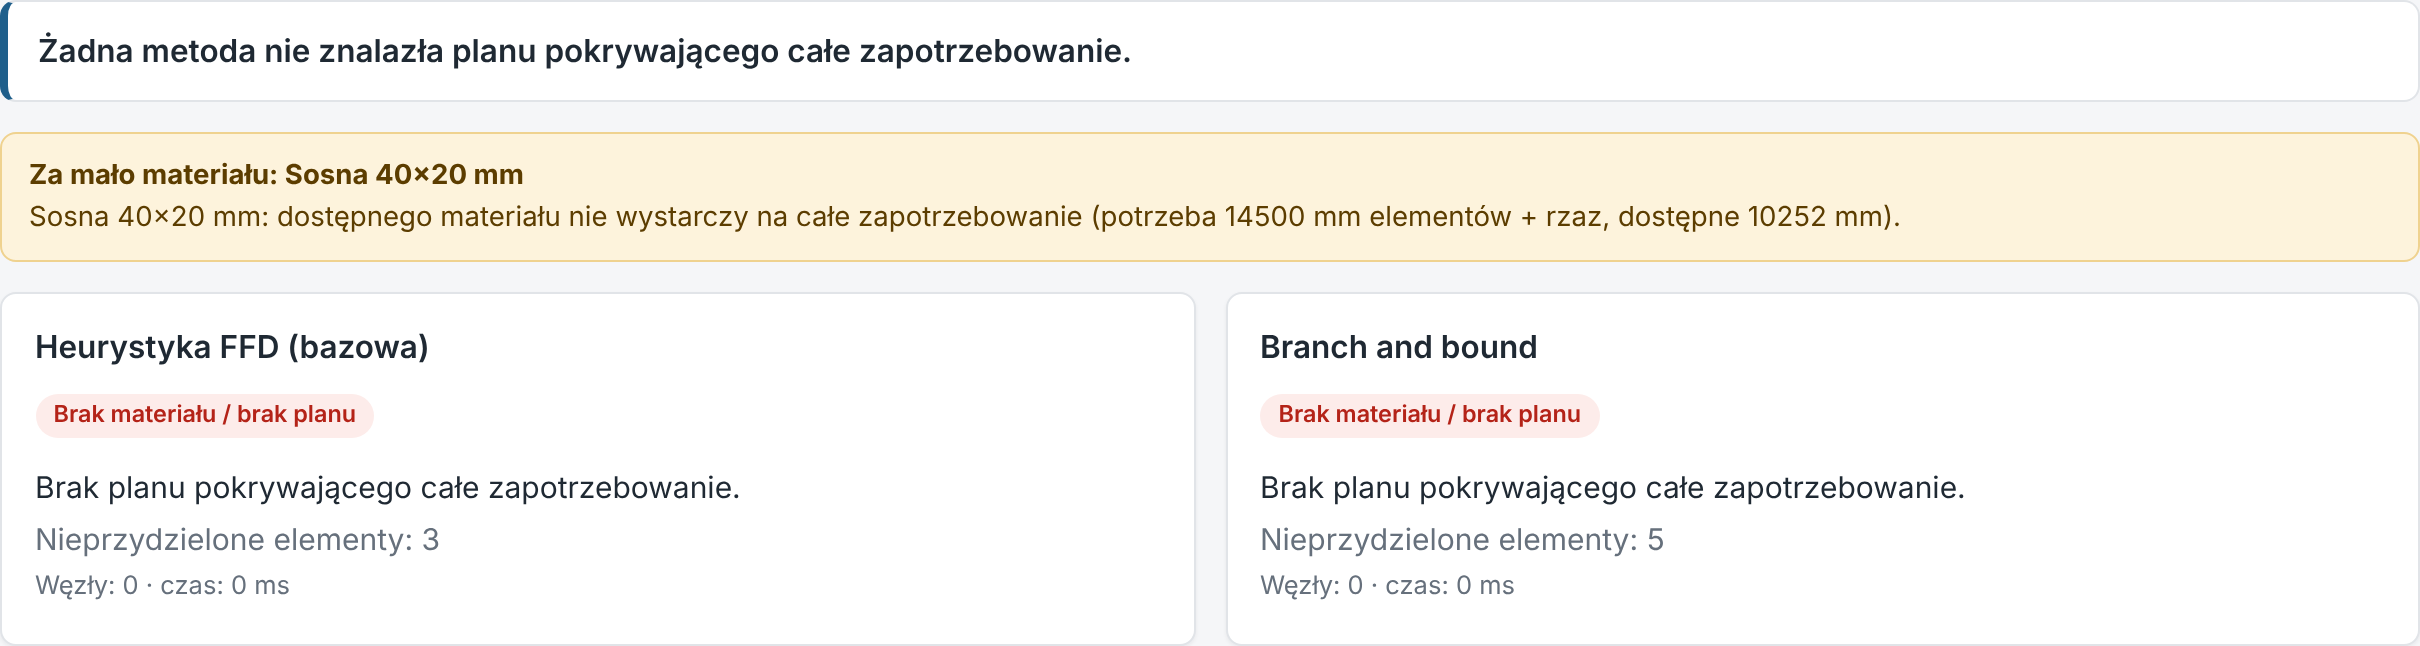 Żadna metoda nie znalazła planu pokrywającego całe zapotrzebowanie.
Za mało materiału: Sosna 40×20 mm
Sosna 40×20 mm: dostępnego materiału nie wystarczy na całe zapotrzebowanie (potrzeba 14500 mm elementów + rzaz, dostępne 10252 mm).
Heurystyka FFD (bazowa)
Brak materiału / brak planu
Brak planu pokrywającego całe zapotrzebowanie.
Nieprzydzielone elementy: 3
Węzły: 0 · czas: 0 ms
Branch and bound
Brak materiału / brak planu
Brak planu pokrywającego całe zapotrzebowanie.
Nieprzydzielone elementy: 5
Węzły: 0 · czas: 0 ms